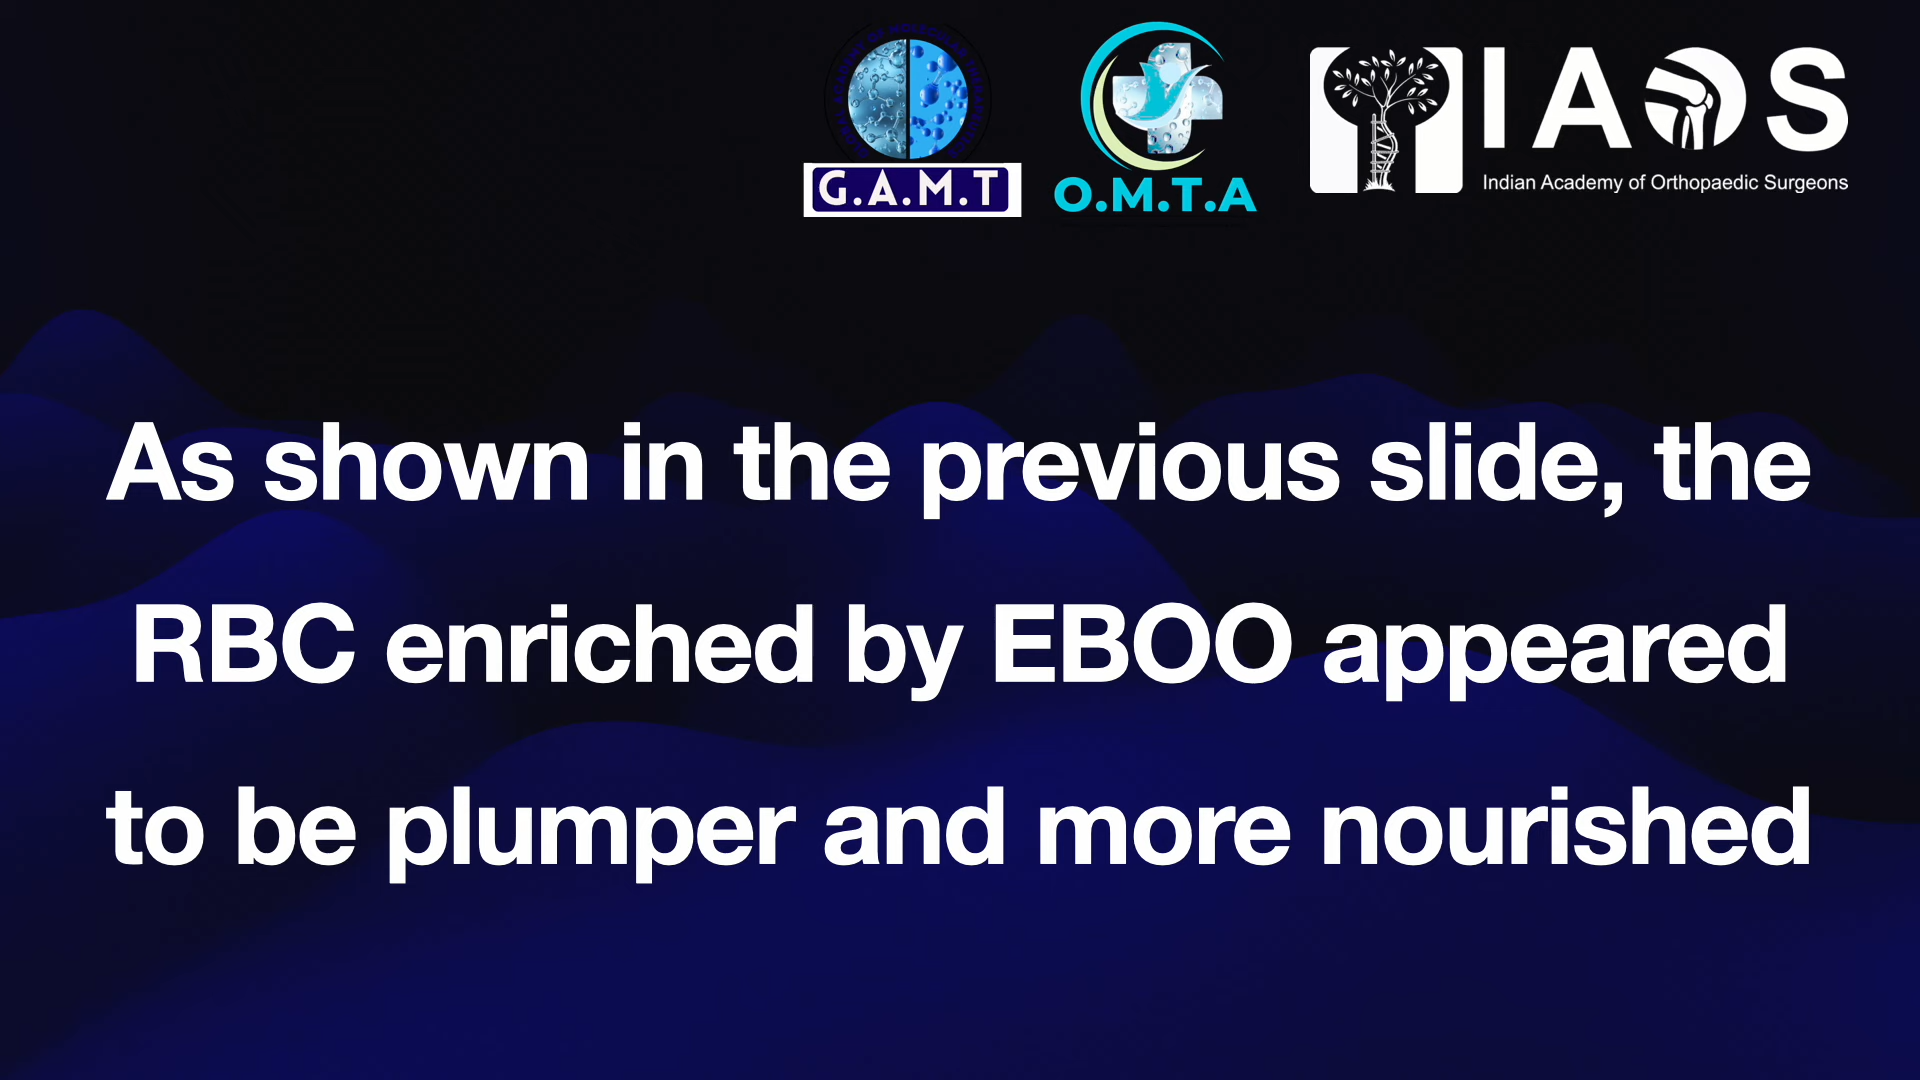 G.A.M.T
O.M.T.A
IAOS
Indian Academy of Orthopaedic Surgeons
As shown in the previous slide, the
RBC enriched by EBOO appeared
to be plumper and more nourished